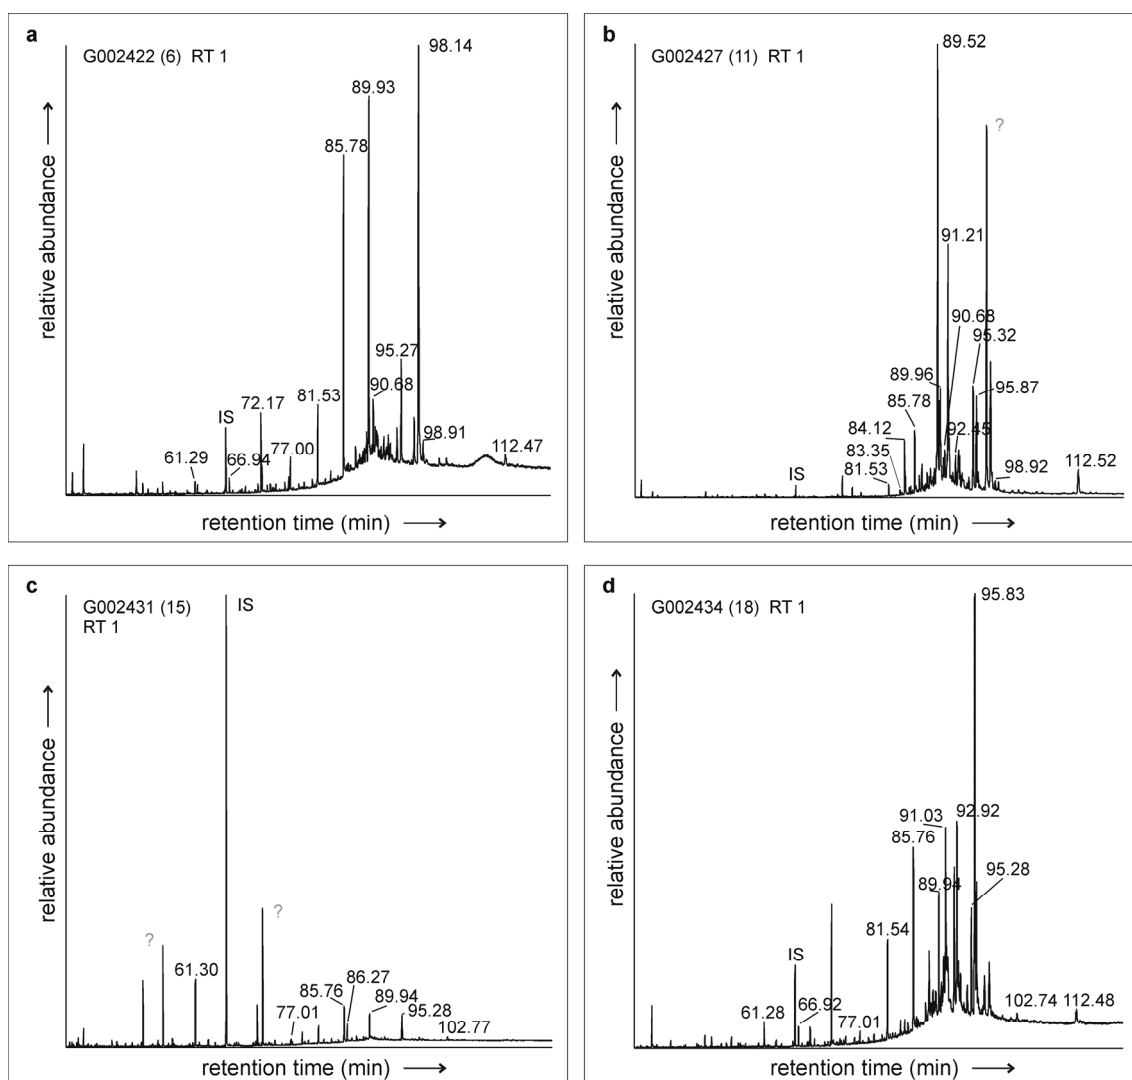 a
G002422 (6) RT 1
98.14
89.93
85.78
95.27
90.68
81.53
72.17
IS
77.00
61.29
66.94
98.91
112.47
relative abundance
retention time (min)
b
G002427 (11) RT 1
89.52
?
91.21
90.68
95.32
89.96
95.87
85.78
84.12
92.45
83.35
81.53
IS
98.92
112.52
relative abundance
retention time (min)
c
G002431 (15)
RT 1
IS
?
?
61.30
86.27
85.76
89.94
95.28
77.01
102.77
relative abundance
retention time (min)
d
G002434 (18) RT 1
95.83
91.03
92.92
85.76
95.28
89.94
81.54
IS
66.92
61.28
77.01
102.74
112.48
relative abundance
retention time (min)